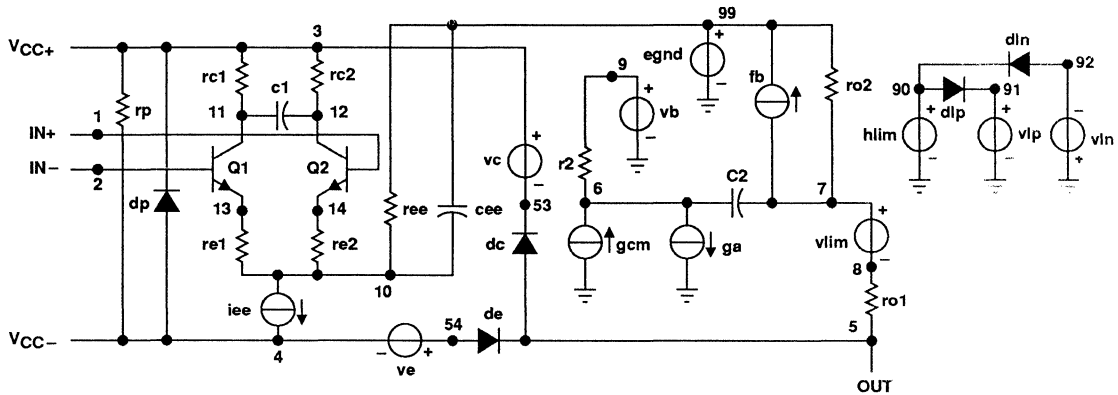 99
3
VCC+
rc1
rc2
c1
11
12
rp
1
IN+
IN−
2
Q1
Q2
dp
13
14
re1
re2
ree
cee
10
iee
VCC−
4
− +
ve
54
de
+
vc
−
53
dc
9
+
vb
−
r2
6
gcm
ga
C2
egnd
+
−
fb
ro2
7
+
vlim
−
8
ro1
5
OUT
dln
92
90
91
dlp
+
hlim
−
+
vlp
−
−
vln
+